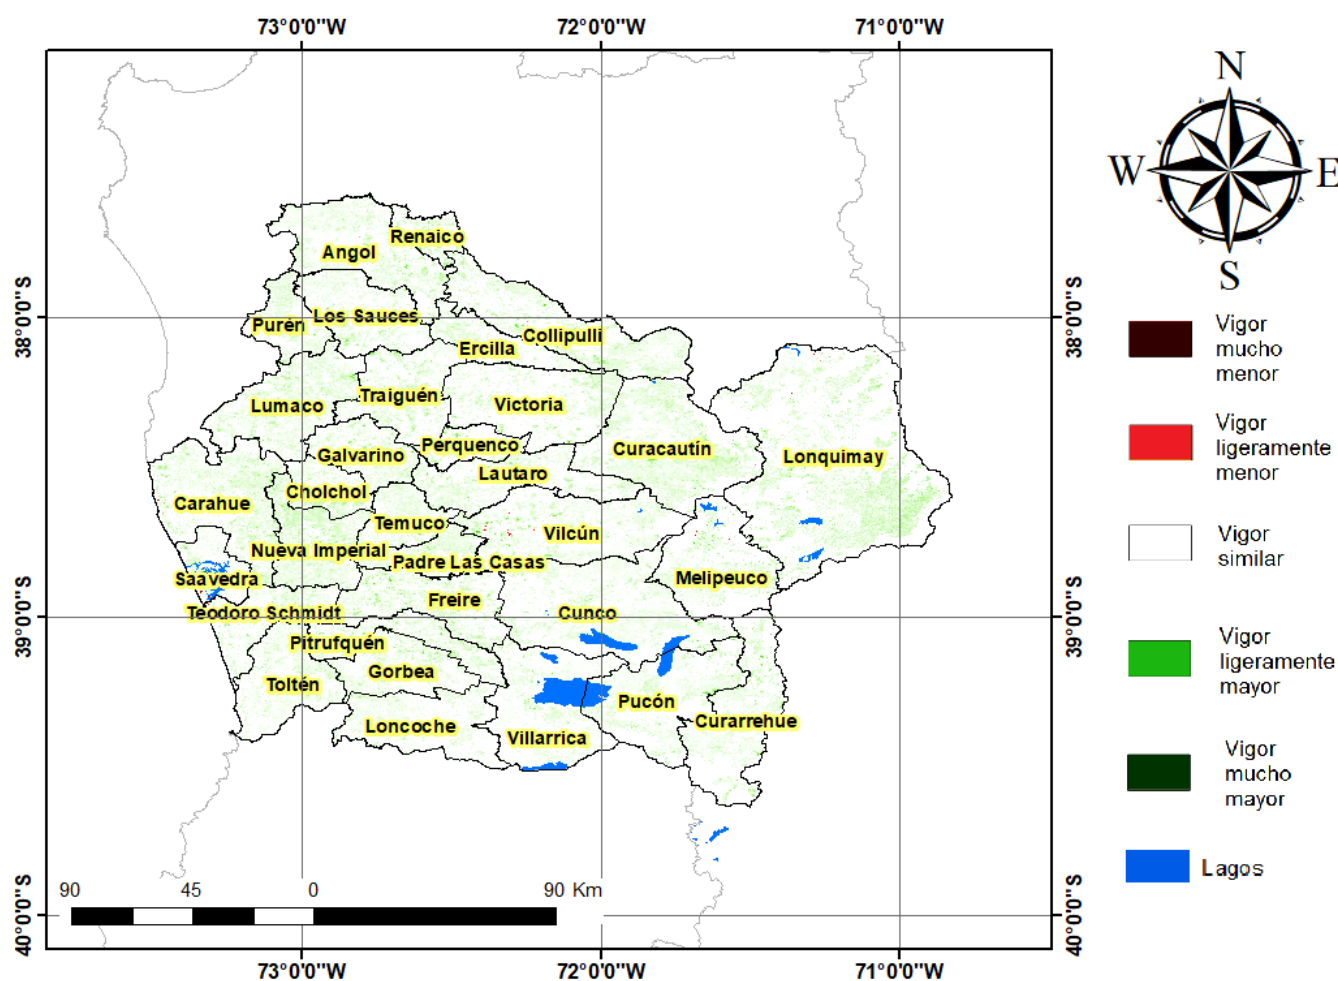 73°0'0"W 72°0'0"W 71°0'0"W
N
W E
S
38°0'0"S
38°0'0"S
39°0'0"S
39°0'0"S
40°0'0"S
40°0'0"S
Renaico
Angol
Los Sauces
Purén
Collipulli
Ercilla
Traiguén
Lumaco
Victoria
Perquenco
Galvarino
Curacautín
Lonquimay
Lautaro
Cholchol
Carahue
Temuco
Vilcún
Nueva Imperial
Padre Las Casas
Saavedra
Melipeuco
Freire
Teodoro Schmidt
Cunco
Pitrufquén
Gorbea
Toltén
Pucón
Curarrehue
Loncoche
Villarrica
90 45 0 90 Km
73°0'0"W 72°0'0"W 71°0'0"W
Vigor
mucho
menor
Vigor
ligeramente
menor
Vigor
similar
Vigor
ligeramente
mayor
Vigor
mucho
mayor
Lagos